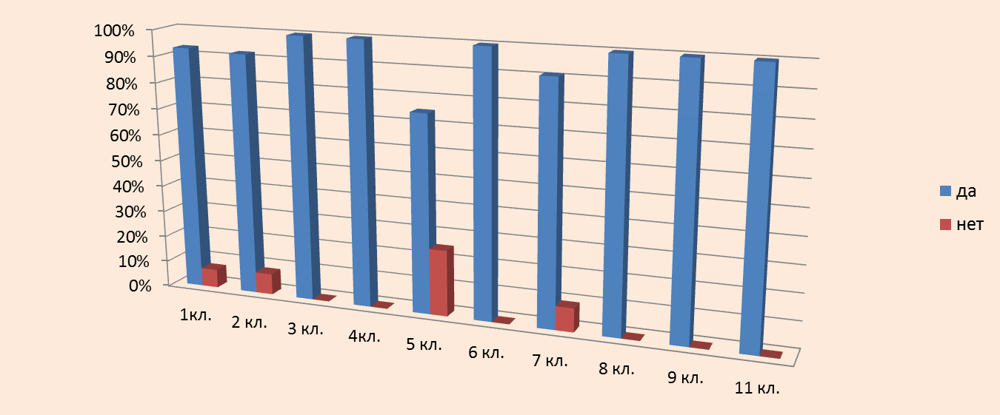 100%
90%
80%
70%
60%
50%
40%
30%
20%
10%
0%
1кл.
2 кл.
3 кл.
4кл.
5 кл.
6 кл.
7 кл.
8 кл.
9 кл.
11 кл.
да
нет